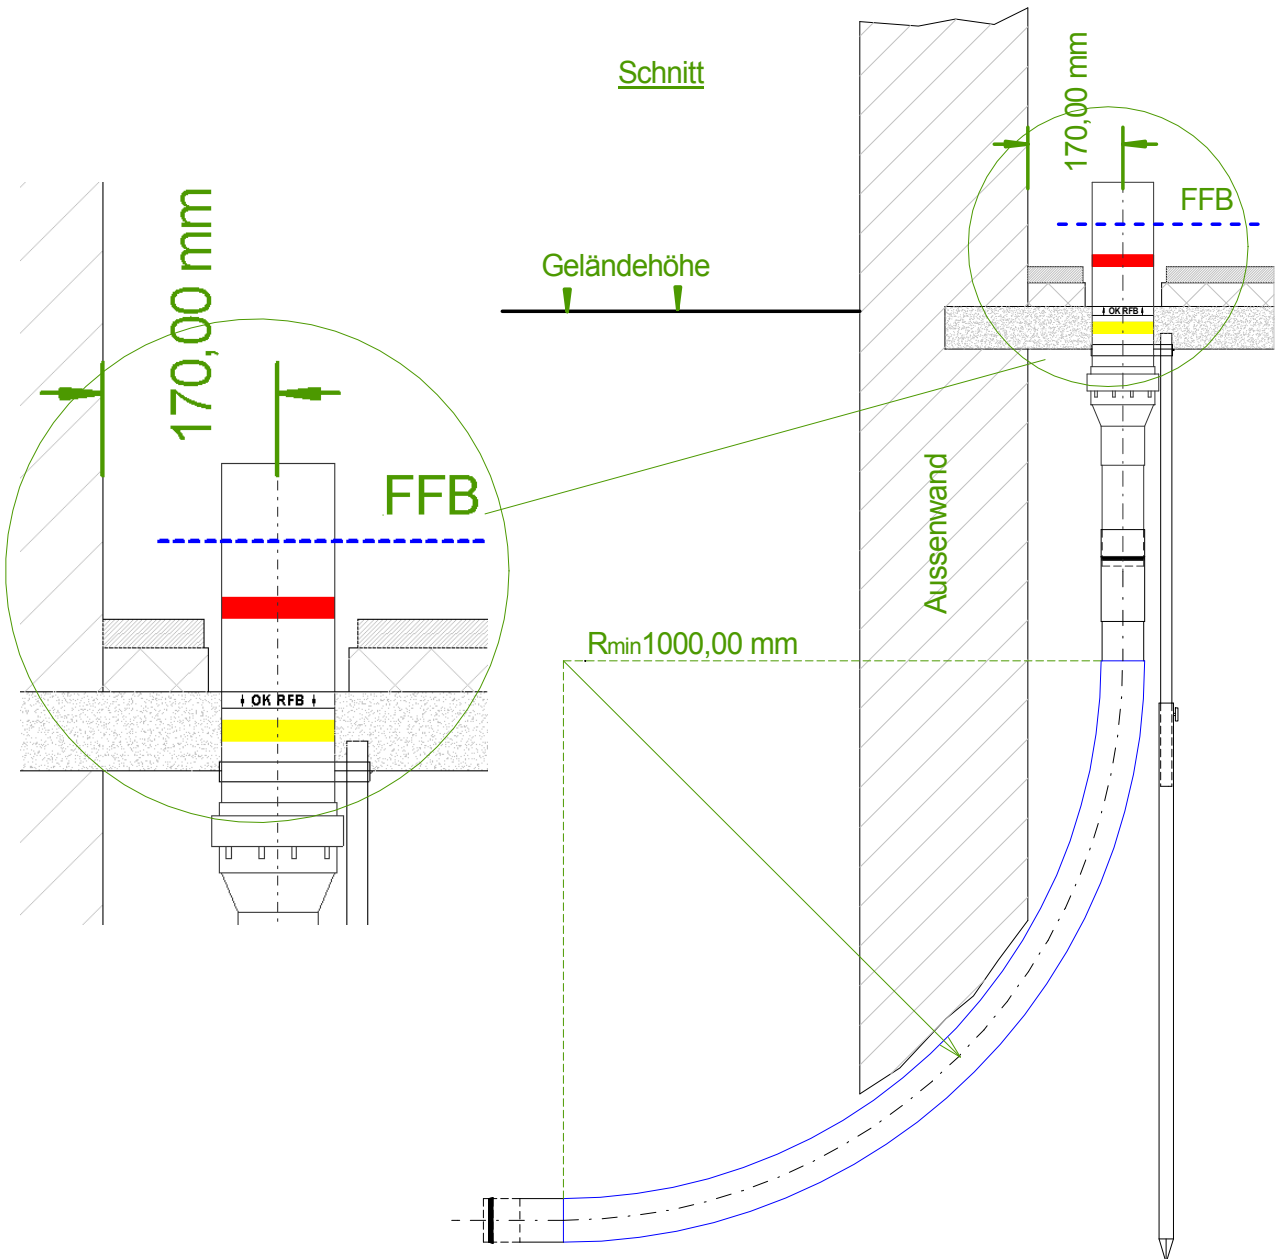 Schnitt
170,00 mm
FFB
Geländehöhe
OK RFB
170,00 mm
FFB
Aussenwand
Rmin1000,00 mm
OK RFB